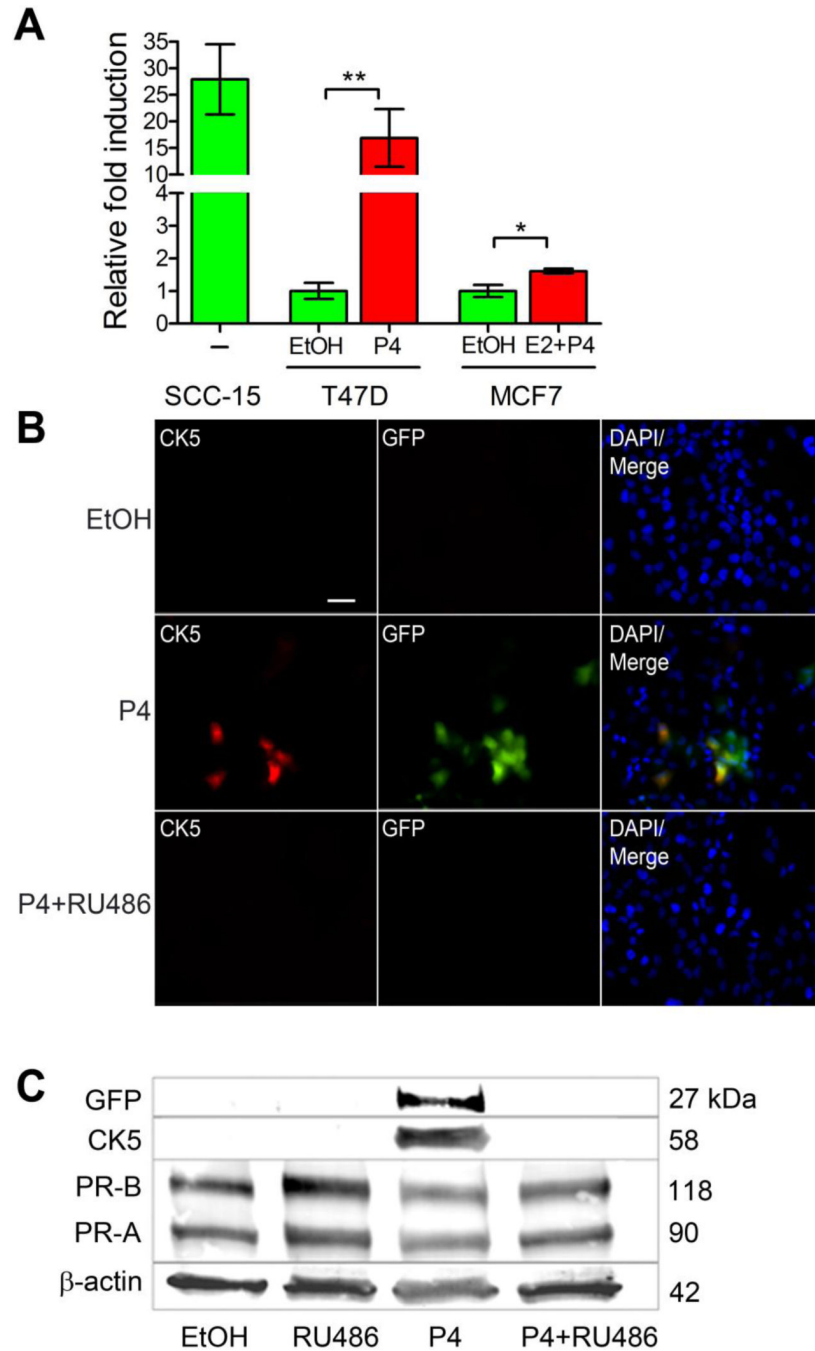 A
Relative fold induction
35
30
25
20
15
10
4
3
2
1
0
**
*
–
EtOH P4
EtOH E2+P4
SCC-15 T47D MCF7
B
CK5 GFP DAPI/
Merge
EtOH
CK5 GFP DAPI/
Merge
P4
CK5 GFP DAPI/
Merge
P4+RU486
C
GFP 27 kDa
CK5 58
PR-B 118
PR-A 90
β-actin 42
EtOH RU486 P4 P4+RU486